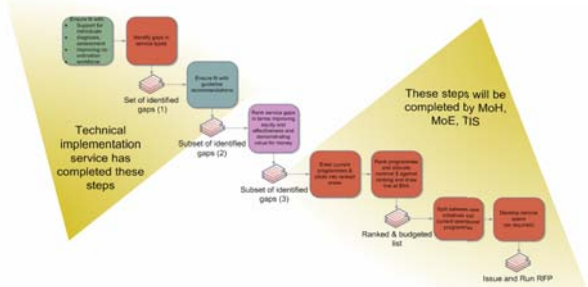 Ensure fit with:
• Support for
individuals
• diagnosis,
assessment
• improving co-
ordination
• workforce
Identify gaps in
service types
Set of identified
gaps (1)
Ensure fit with
guideline
recommendations
Subset of identified
gaps (2)
Rank service gaps
in terms improving
equity and
effectiveness and
demonstrating
value for money
Subset of identified
gaps (3)
Technical
implementation
service has
completed these
steps
These steps will be
completed by MoH,
MoE, TIS
Enter current
programmes &
into ranked
areas
Rank programmes
and allocate
against
ranking and draw
line at
Ranked & budgeted
list
Split between new
initiatives and
current operational
programmes
Develop service
specs
(as required)
Issue and Run RFP